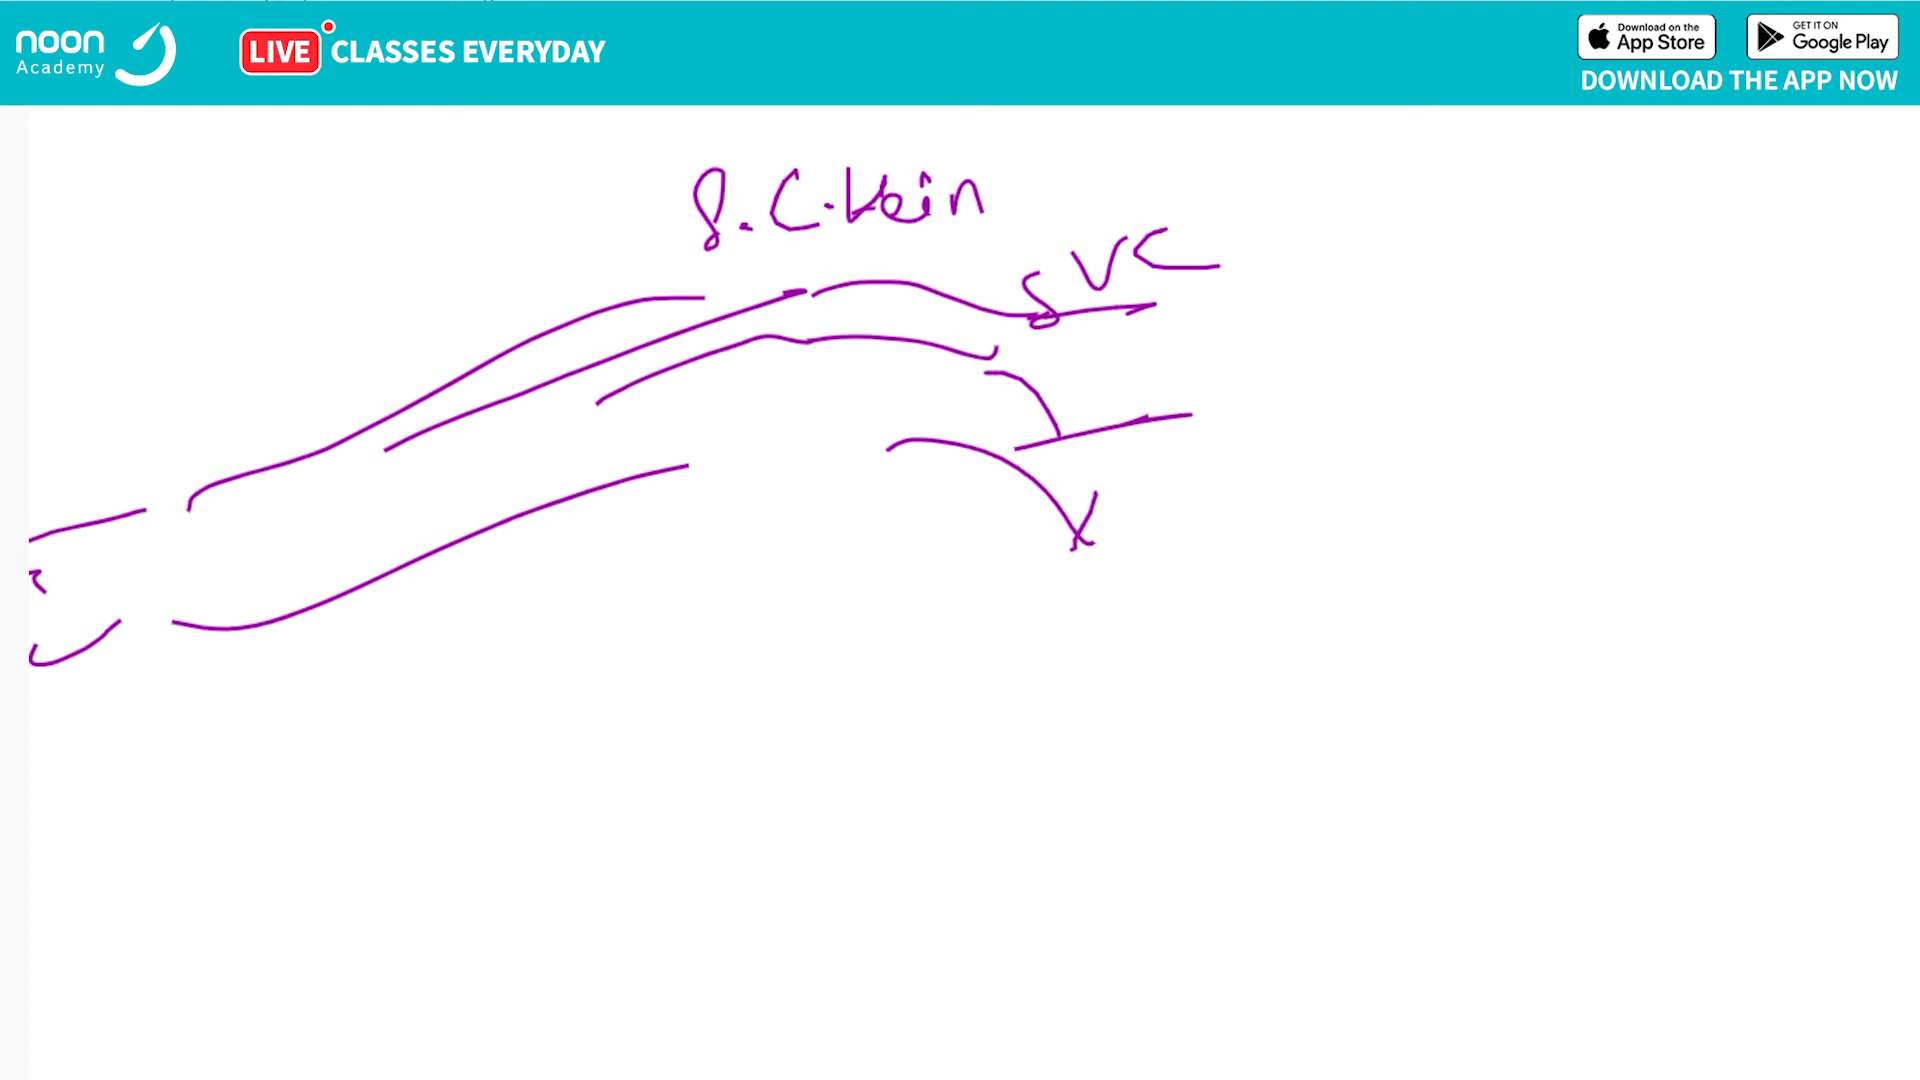 noon
Academy
LIVE CLASSES EVERYDAY
Download on the
App Store
GET IT ON
Google Play
DOWNLOAD THE APP NOW
S.C.Vein
SVC